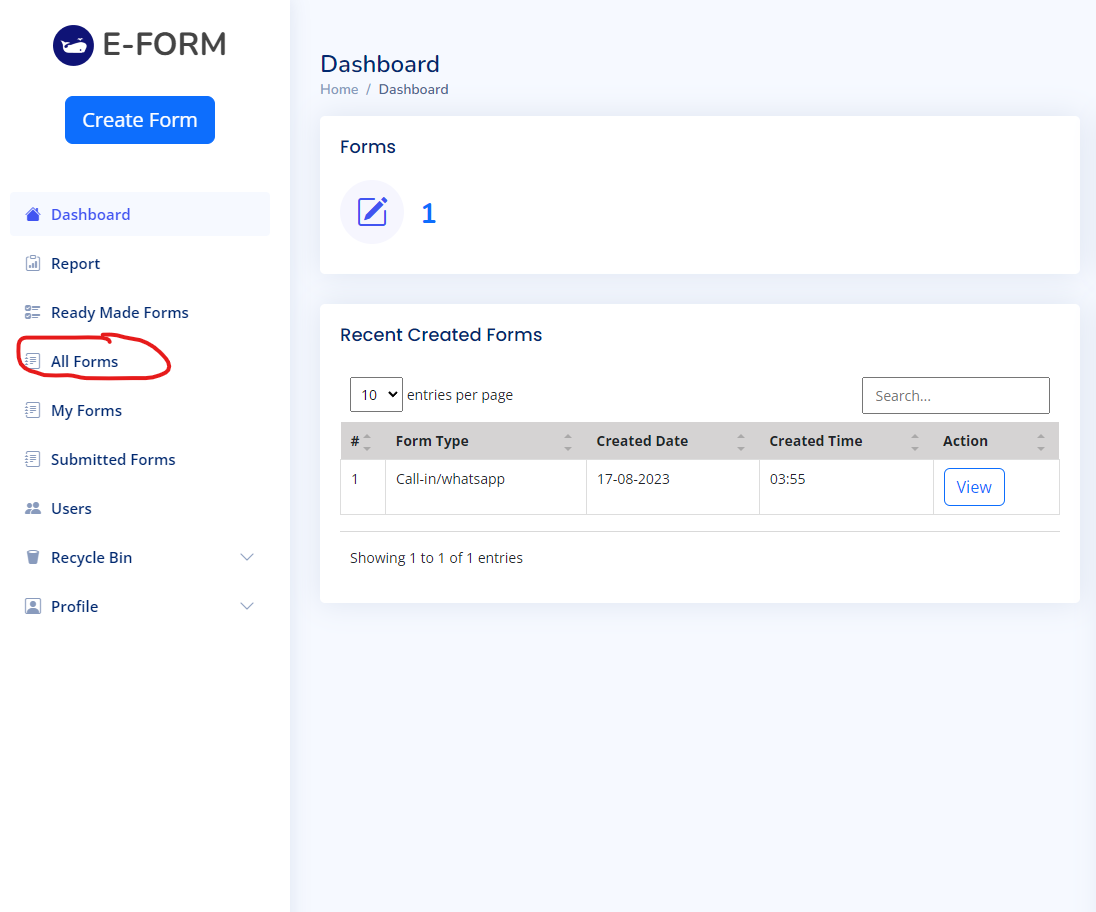 E-FORM
Create Form
Dashboard
Report
Ready Made Forms
All Forms
My Forms
Submitted Forms
Users
Recycle Bin
Profile
Dashboard
Home / Dashboard
Forms
1
Recent Created Forms
10 entries per page Search...
# Form Type Created Date Created Time Action
1 Call-in/whatsapp 17-08-2023 03:55 View
Showing 1 to 1 of 1 entries